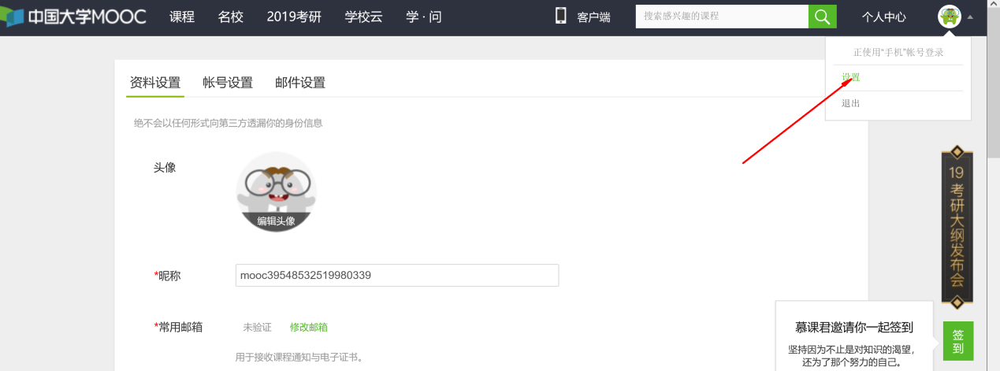 中国大学MOOC 课程 名校 2019考研 学校云 学·问 客户端 搜索感兴趣的课程 个人中心
正使用“手机”帐号登录
设置
退出
资料设置 帐号设置 邮件设置
绝不会以任何形式向第三方透漏你的身份信息
头像
编辑头像
*昵称 mooc39548532519980339
*常用邮箱 未验证 修改邮箱
用于接收课程通知与电子证书。
19考研大纲发布会
慕课君邀请你一起签到
坚持因为不止是对知识的渴望，
还为了那个努力的自己。
签到